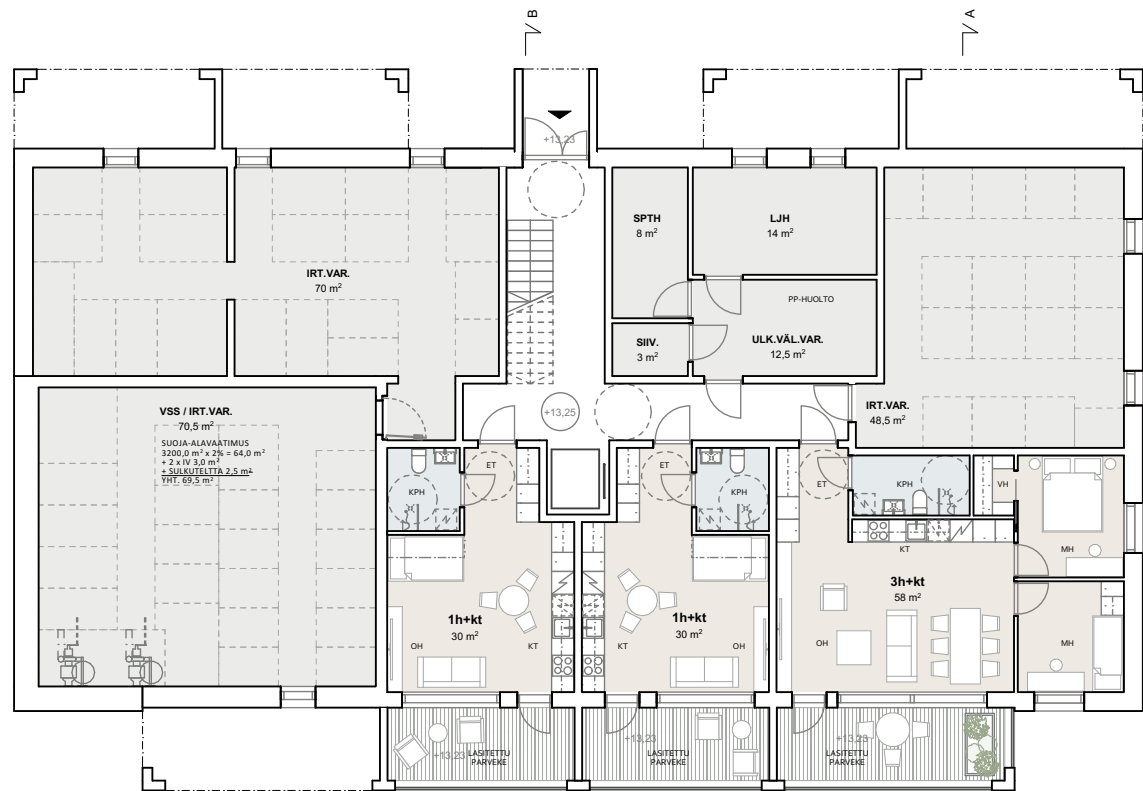 B
A
+13,23
SPTH
8 m²
LJH
14 m²
IRT.VAR.
70 m²
PP-HUOLTO
SIIV.
3 m²
ULK.VÄL.VAR.
12,5 m²
+13,25
IRT.VAR.
48,5 m²
VSS / IRT.VAR.
70,5 m²
SUOJA-ALAVAATIMUS
3200,0 m² x 2% = 64,0 m²
+ 2 x IV 3,0 m²
+ SULKUTELTTA 2,5 m²
YHT. 69,5 m²
ET
KPH
ET
KPH
ET
KPH
VH
MH
KT
1h+kt
30 m²
OH
KT
1h+kt
30 m²
KT
OH
3h+kt
58 m²
OH
MH
+13,23
LASITETTU
PARVEKE
+13,23
LASITETTU
PARVEKE
+13,23
LASITETTU
PARVEKE